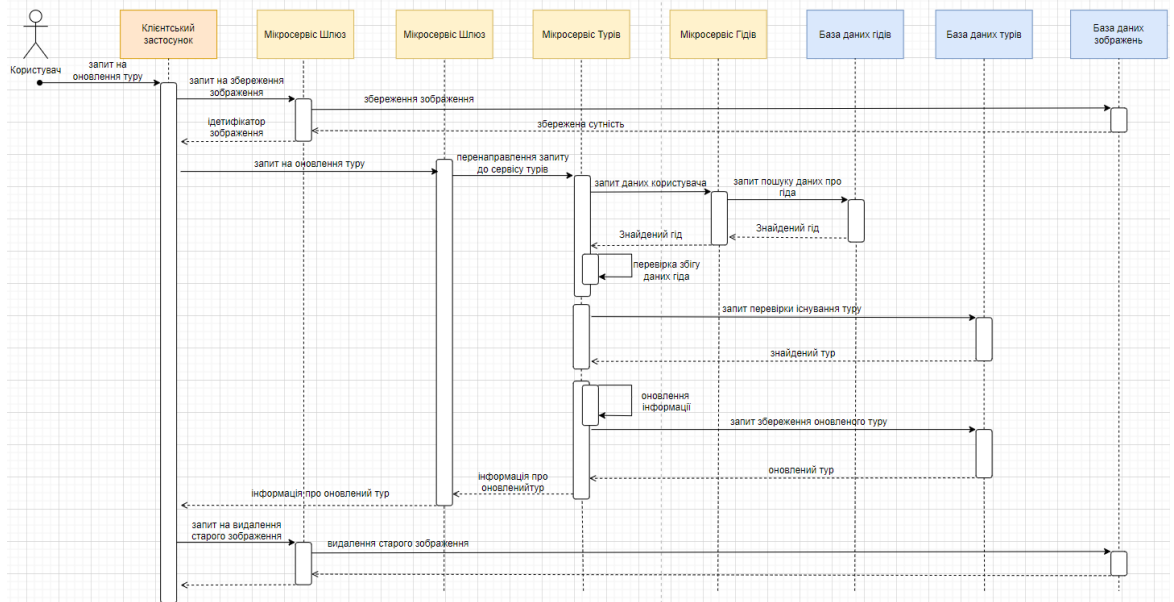 Клієнтський
застосунок
Мікросервіс Шлюз
Мікросервіс Шлюз
Мікросервіс Турів
Мікросервіс Гідів
База даних гідів
База даних турів
База даних
зображень
Користувач
запит на
оновлення туру
запит на збереження
зображення
збереження зображення
ідетифікатор
зображення
збережена сутність
запит на оновлення туру
перенаправлення запиту
до сервісу турів
запит даних користувача
запит пошуку даних про
гіда
Знайдений гід
Знайдений гід
перевірка збігу
даних гіда
запит перевірки існування туру
знайдений тур
оновлення
інформації
запит збереження оновленого туру
оновлений тур
інформація про
оновленийтур
інформація про оновлений тур
запит на видалення
старого зображення
видалення старого зображення